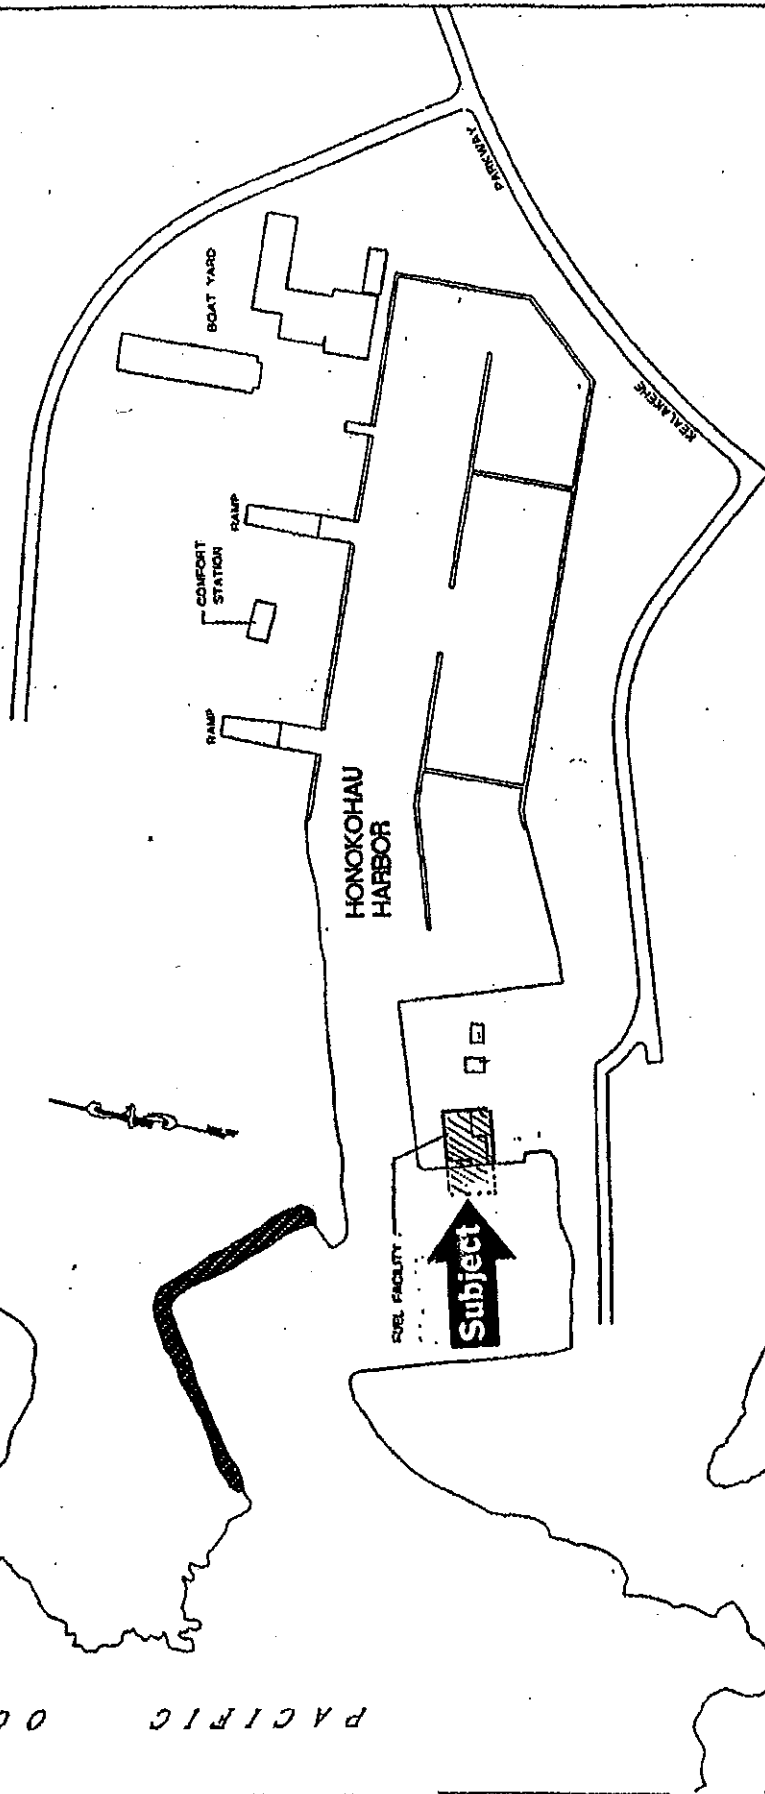 PARKWAY
KEALAKEHE
BOAT YARD
RAMP
COMFORT
STATION
RAMP
HONOKOHAU
HARBOR
FUEL FACILITY
Subject
PACIFIC